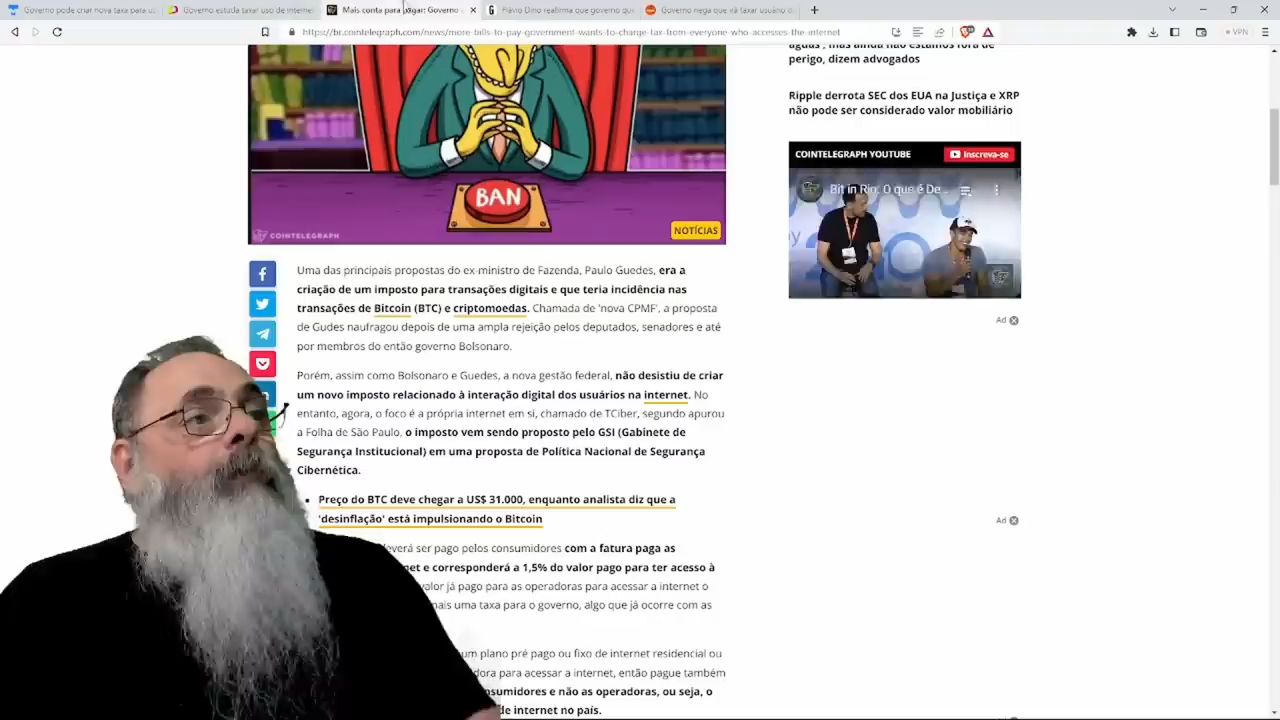 Governo pode criar nova taxa para us
Governo estuda taxar uso de internet
Mais conta para pagar: Governo
Flávio Dino reafirma que governo qu
Governo nega que vá taxar usuário d
https://br.cointelegraph.com/news/more-bills-to-pay-government-wants-to-charge-tax-from-everyone-who-accesses-the-internet
VPN
BAN
COINTELEGRAPH
NOTÍCIAS
Uma das principais propostas do ex-ministro de Fazenda, Paulo Guedes, era a
criação de um imposto para transações digitais e que teria incidência nas
transações de Bitcoin (BTC) e criptomoedas. Chamada de 'nova CPMF', a proposta
de Gudes naufragou depois de uma ampla rejeição pelos deputados, senadores e até
por membros do então governo Bolsonaro.
Porém, assim como Bolsonaro e Guedes, a nova gestão federal, não desistiu de criar
um novo imposto relacionado à interação digital dos usuários na internet. No
entanto, agora, o foco é a própria internet em si, chamado de TCiber, segundo apurou
a Folha de São Paulo, o imposto vem sendo proposto pelo GSI (Gabinete de
Segurança Institucional) em uma proposta de Política Nacional de Segurança
Cibernética.
Preço do BTC deve chegar a US$ 31.000, enquanto analista diz que a
'desinflação' está impulsionando o Bitcoin
deverá ser pago pelos consumidores com a fatura paga as
net e corresponderá a 1,5% do valor pago para ter acesso à
valor já pago para as operadoras para acessar a internet o
mais uma taxa para o governo, algo que já ocorre com as
um plano pré pago ou fixo de internet residencial ou
dora para acessar a internet, então pague também
nsumidores e não as operadoras, ou seja, o
de internet no país.
águas', mas ainda não estamos fora de
perigo, dizem advogados
Ripple derrota SEC dos EUA na Justiça e XRP
não pode ser considerado valor mobiliário
COINTELEGRAPH YOUTUBE
Inscreva-se
Bit in Rio: O que é De...
Ad
Ad